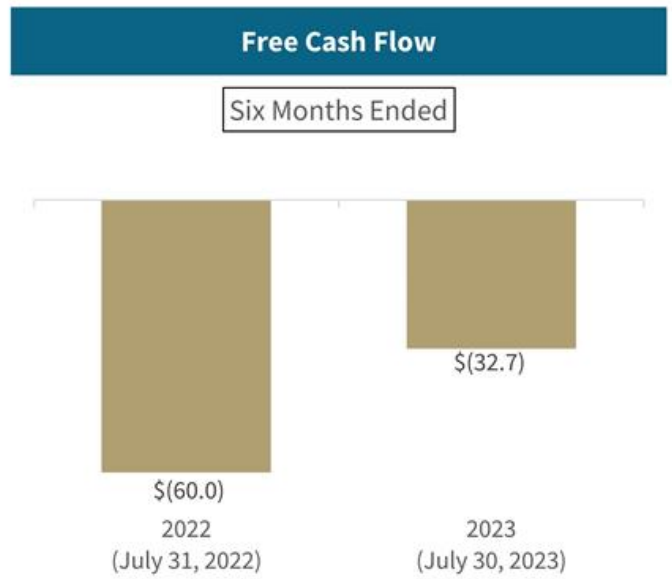 Free Cash Flow
Six Months Ended
$(32.7)
$(60.0)
2022
(July 31, 2022)
2023
(July 30, 2023)